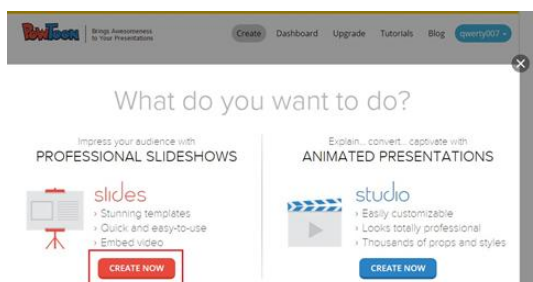 PowToon
Brings Awesomeness
to Your Presentations
Create Dashboard Upgrade Tutorials Blog qwerty007
What do you want to do?
Impress your audience with
PROFESSIONAL SLIDESHOWS
slides
› Stunning templates
› Quick and easy-to-use
› Embed video
CREATE NOW
Explain... convert... captivate with
ANIMATED PRESENTATIONS
studio
› Easily customizable
› Looks totally professional
› Thousands of props and styles
CREATE NOW